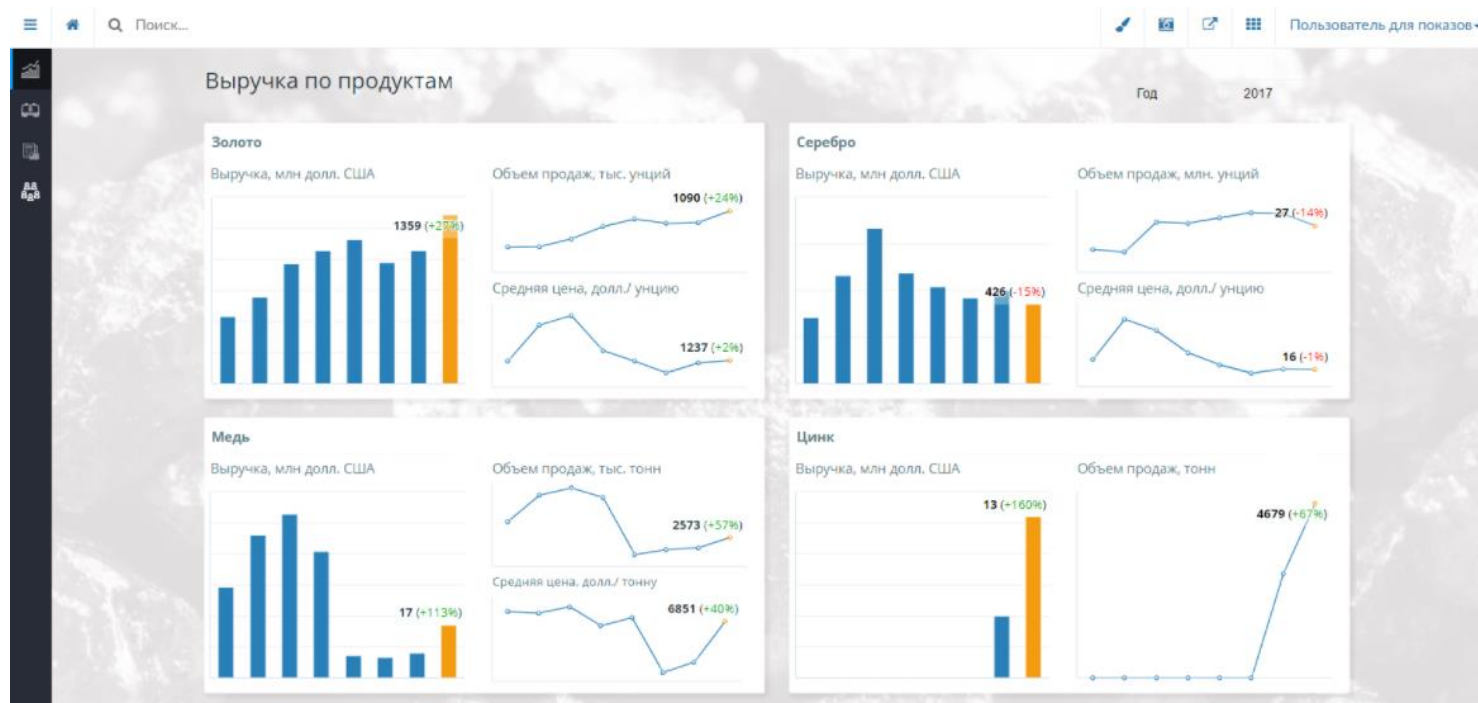 Поиск...
Пользователь для показов
Выручка по продуктам
Год 2017
Золото
Выручка, млн долл. США
1359 (+27%)
Объем продаж, тыс. унций
1090 (+24%)
Средняя цена, долл./ унцию
1237 (+2%)
Серебро
Выручка, млн долл. США
426 (-15%)
Объем продаж, млн. унций
27 (-14%)
Средняя цена, долл./ унцию
16 (-1%)
Медь
Выручка, млн долл. США
17 (+113%)
Объем продаж, тыс. тонн
2573 (+57%)
Средняя цена, долл./ тонну
6851 (+40%)
Цинк
Выручка, млн долл. США
13 (+160%)
Объем продаж, тонн
4679 (+67%)